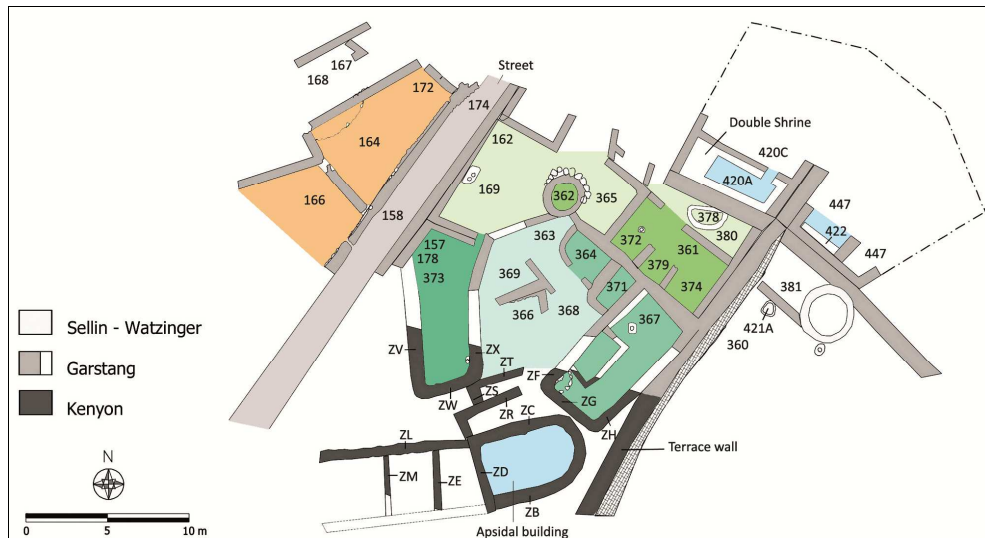 Street
167
168
172
174
164
162
Double Shrine
420C
420A
166
169
362
365
158
378
380
447
422
447
157
178
373
363
364
372
361
379
374
369
371
366
368
367
381
421A
360
Sellin - Watzinger
Garstang
Kenyon
ZV
ZX
ZT
ZF
ZW
ZS
ZR
ZC
ZG
ZH
ZL
ZM
ZE
ZD
ZB
Terrace wall
Apsidal building
N
0 5 10 m